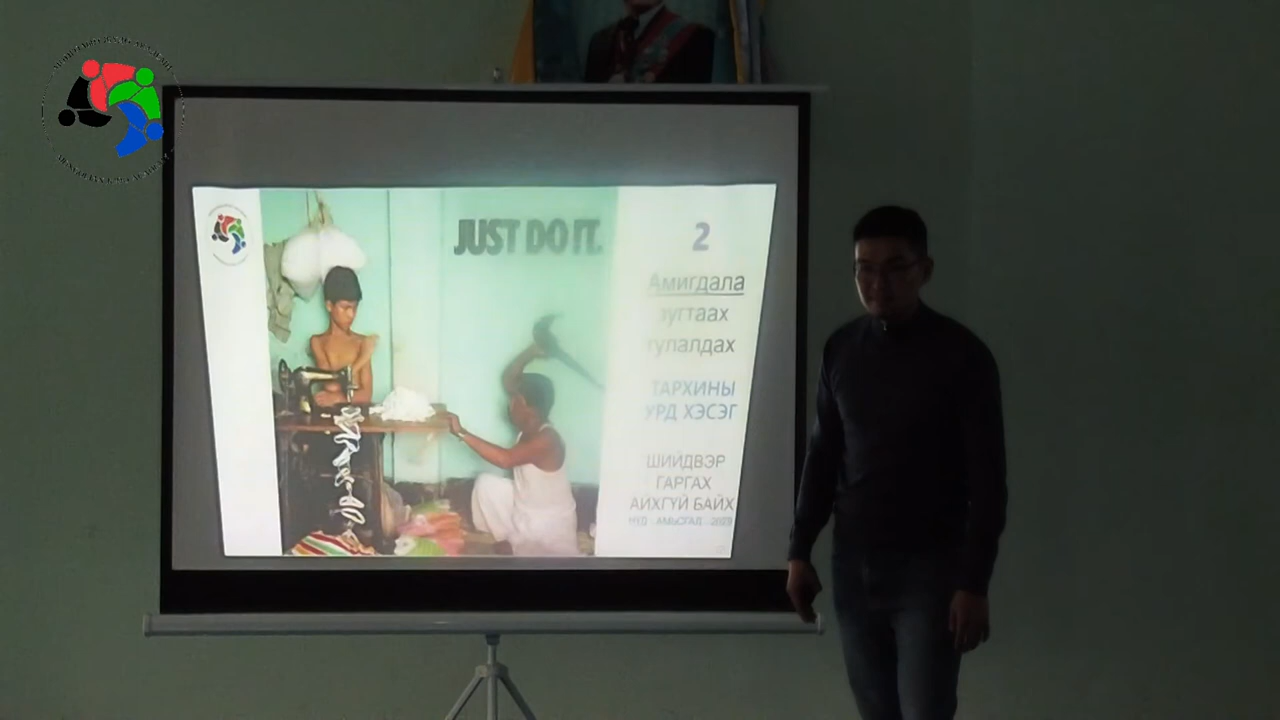 JUST DO IT.
2
Амигдала
зугтаах
тулалдах
ТАРХИНЫ
УРД ХЭСЭГ
ШИЙДВЭР
ГАРГАХ
АИХГҮЙ БАЙХ